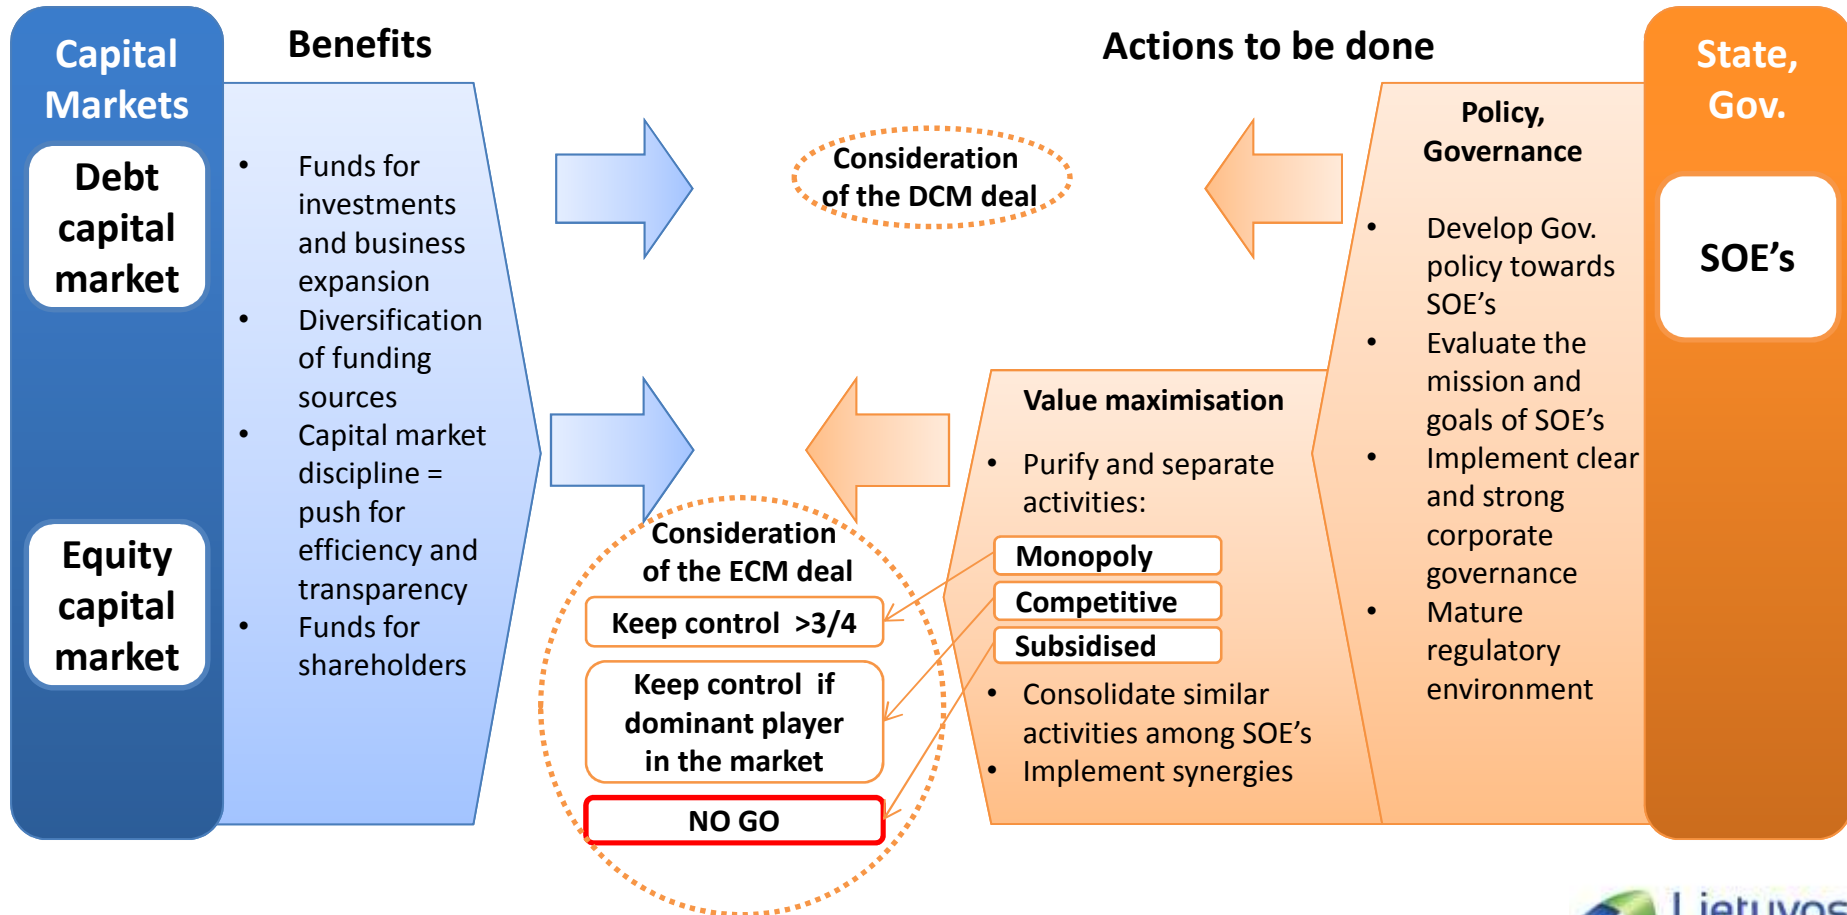 Capital
Markets
Debt
capital
market
Equity
capital
market
Benefits
• Funds for
investments
and business
expansion
• Diversification
of funding
sources
• Capital market
discipline =
push for
efficiency and
transparency
• Funds for
shareholders
Consideration
of the DCM deal
Consideration
of the ECM deal
Keep control >3/4
Keep control if
dominant player
in the market
NO GO
Actions to be done
Value maximisation
• Purify and separate
activities:
Monopoly
Competitive
Subsidised
• Consolidate similar
activities among SOE's
• Implement synergies
Policy,
Governance
• Develop Gov.
policy towards
SOE's
• Evaluate the
mission and
goals of SOE's
• Implement clear
and strong
corporate
governance
• Mature
regulatory
environment
State,
Gov.
SOE's
Lietuvos